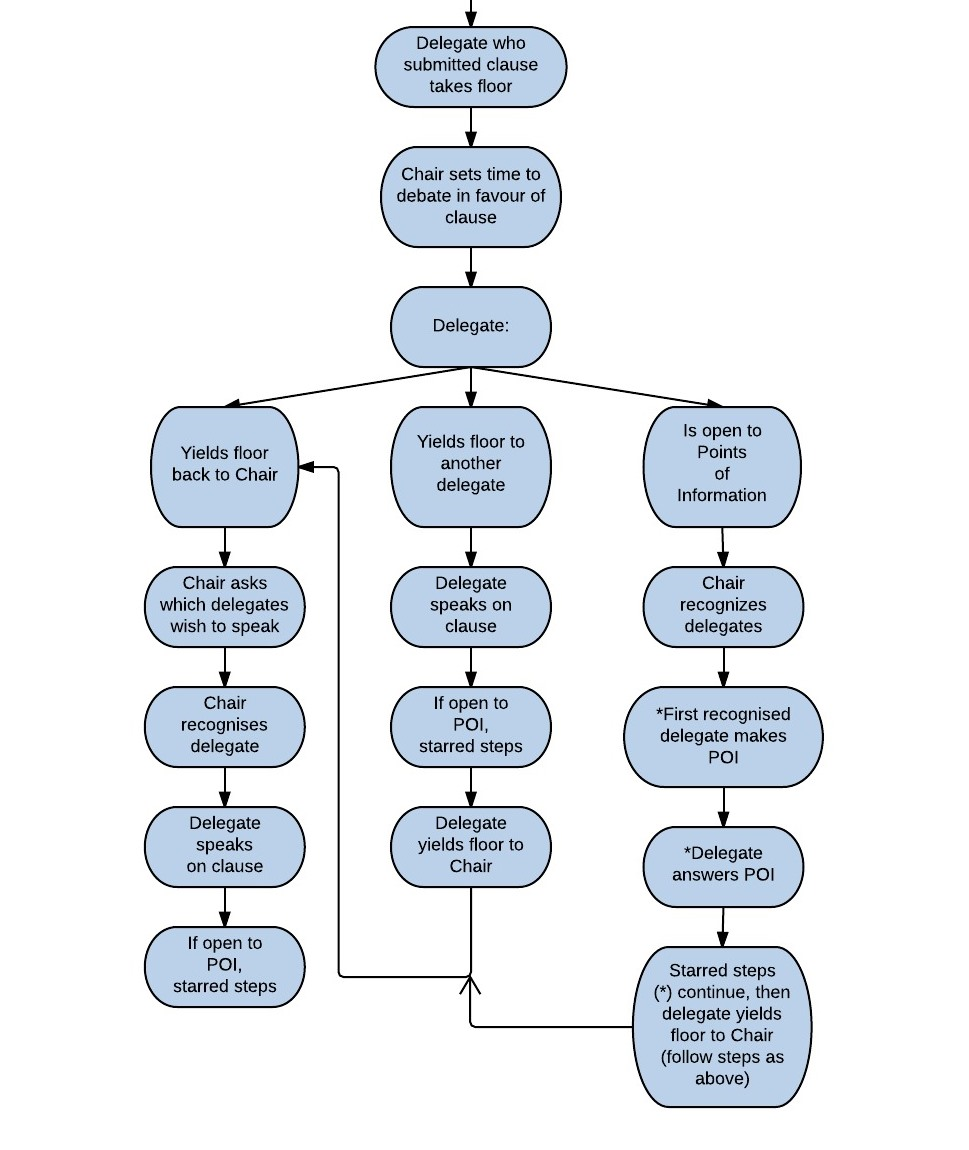 Delegate who
submitted clause
takes floor
Chair sets time to
debate in favour of
clause
Delegate:
Yields floor
back to Chair
Chair asks
which delegates
wish to speak
Chair
recognises
delegate
Delegate
speaks
on clause
If open to
POI,
starred steps
Yields floor to
another
delegate
Delegate
speaks on
clause
If open to
POI,
starred steps
Delegate
yields floor to
Chair
Is open to
Points
of
Information
Chair
recognizes
delegates
*First recognised
delegate makes
POI
*Delegate
answers POI
Starred steps
(*) continue, then
delegate yields
floor to Chair
(follow steps as
above)